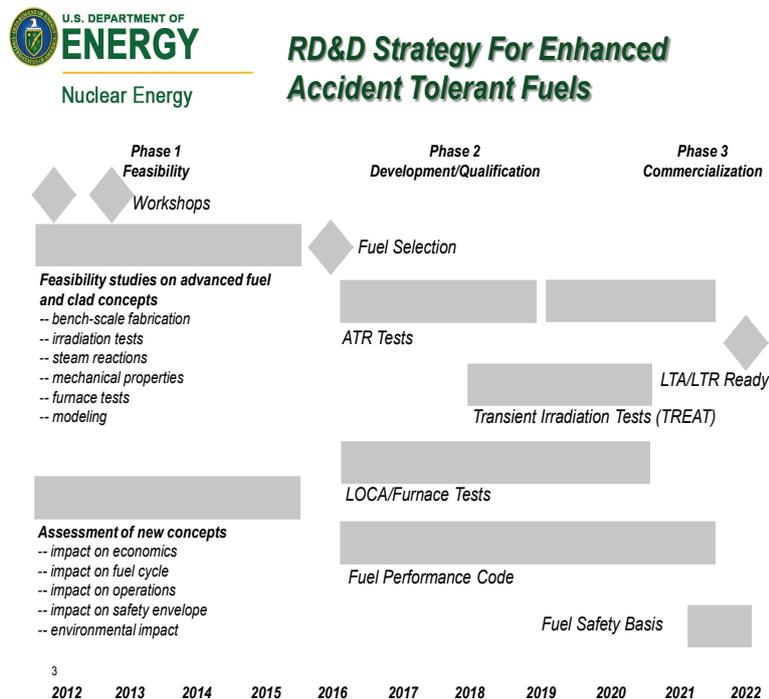 U.S. DEPARTMENT OF
ENERGY
Nuclear Energy
RD&D Strategy For Enhanced
Accident Tolerant Fuels
Phase 1
Feasibility
Phase 2
Development/Qualification
Phase 3
Commercialization
Workshops
Fuel Selection
Feasibility studies on advanced fuel
and clad concepts
-- bench-scale fabrication
-- irradiation tests
-- steam reactions
-- mechanical properties
-- furnace tests
-- modeling
ATR Tests
LTA/LTR Ready
Transient Irradiation Tests (TREAT)
LOCA/Furnace Tests
Assessment of new concepts
-- impact on economics
-- impact on fuel cycle
-- impact on operations
-- impact on safety envelope
-- environmental impact
Fuel Performance Code
Fuel Safety Basis
3
2012 2013 2014 2015 2016 2017 2018 2019 2020 2021 2022